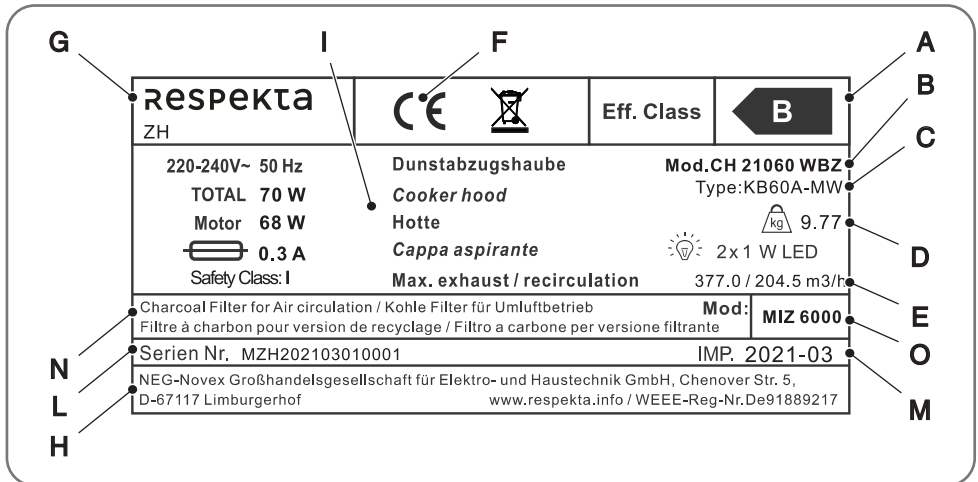 G I F A
B
C
D
E
O
M
N
L
H
Respekta
ZH
CE
Eff. Class
B
220-240V~ 50 Hz
TOTAL 70 W
Motor 68 W
0.3 A
Safety Class: I
Dunstabzugshaube
Cooker hood
Hotte
Cappa aspirante
Max. exhaust / recirculation
Mod.CH 21060 WBZ
Type:KB60A-MW
kg 9.77
2x1 W LED
377.0 / 204.5 m3/h
Charcoal Filter for Air circulation / Kohle Filter für Umluftbetrieb
Filtre à charbon pour version de recyclage / Filtro a carbone per versione filtrante
Mod:
MIZ 6000
Serien Nr. MZH202103010001
IMP. 2021-03
NEG-Novex Großhandelsgesellschaft für Elektro- und Haustechnik GmbH, Chenover Str. 5,
D-67117 Limburgerhof www.respekta.info / WEEE-Reg-Nr.De91889217